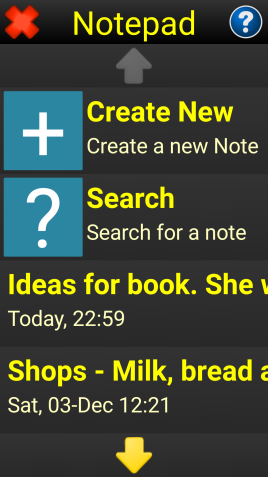 Notepad
?
+
Create New
Create a new Note
?
Search
Search for a note
Ideas for book. She
Today, 22:59
Shops - Milk, bread
Sat, 03-Dec 12:21